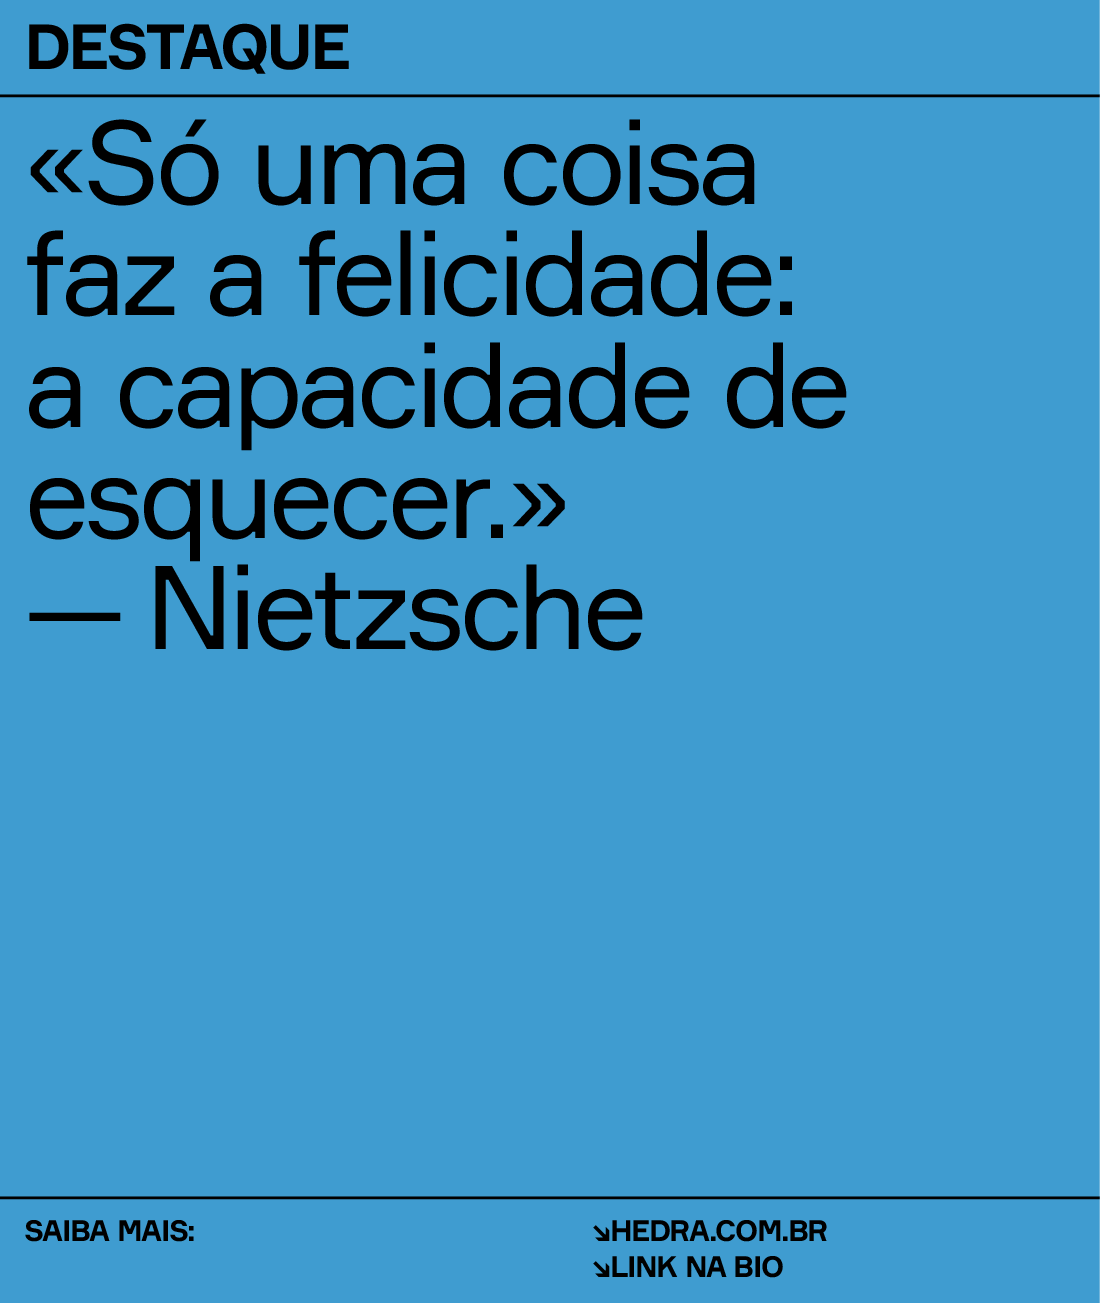 DESTAQUE
«Só uma coisa
faz a felicidade:
a capacidade de
esquecer.»
— Nietzsche
SAIBA MAIS:
↘HEDRA.COM.BR
↘LINK NA BIO